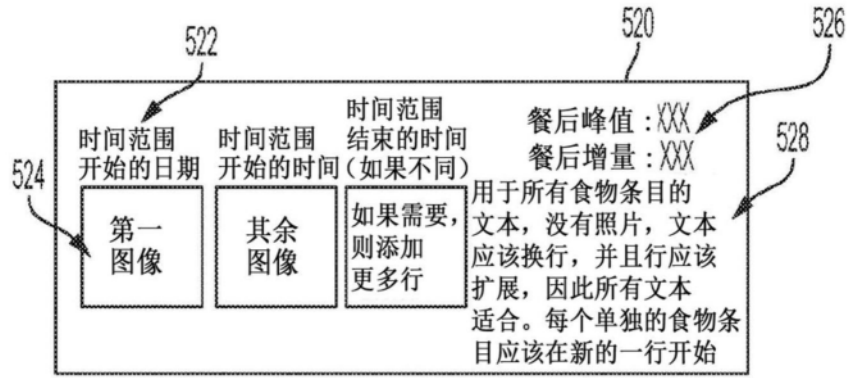 522
520
526
时间范围
开始的日期
时间范围
开始的时间
时间范围
结束的时间
(如果不同)
餐后峰值：XXX
餐后增量：XXX
528
524
第一
图像
其余
图像
如果需要，
则添加
更多行
用于所有食物条目的
文本，没有照片，文本
应该换行，并且行应该
扩展，因此所有文本
适合。每个单独的食物条
目应该在新的一行开始